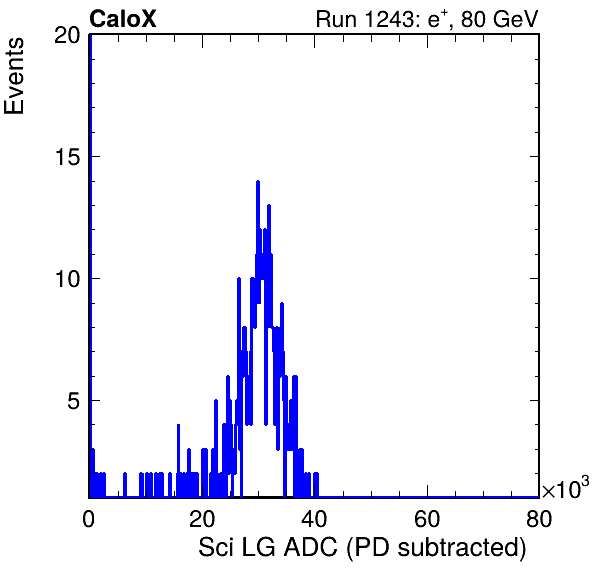 CaloX Run 1243: e⁺, 80 GeV
Events
20
15
10
5
0 20 40 60 80
×10³
Sci LG ADC (PD subtracted)